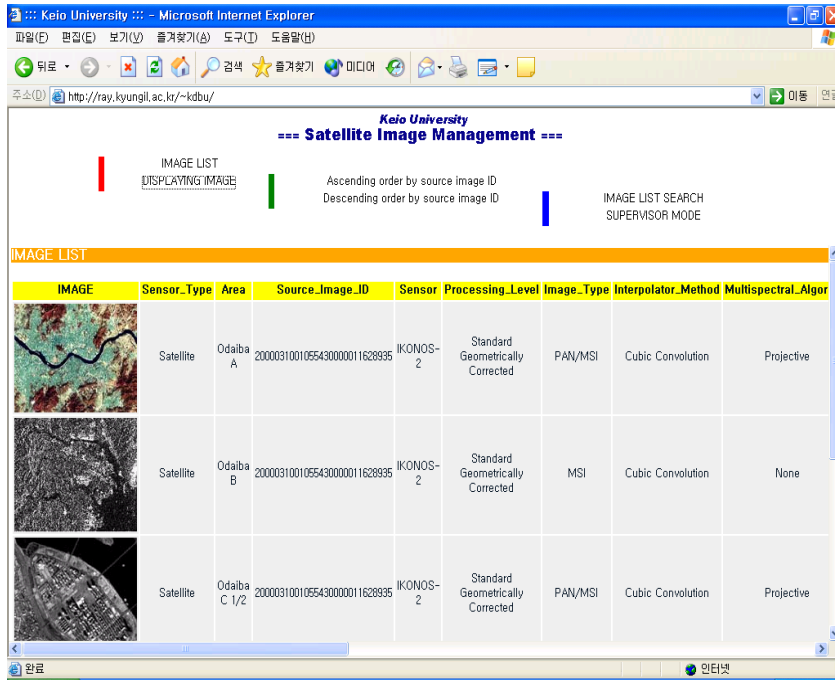 ::: Keio University ::: - Microsoft Internet Explorer
파일(F) 편집(E) 보기(V) 즐겨찾기(A) 도구(T) 도움말(H)
뒤로 검색 즐겨찾기 미디어
주소(D) http://ray.kyungil.ac.kr/~kdbu/ 이동
Keio University
=== Satellite Image Management ===
IMAGE LIST
DISPLAYING IMAGE
Ascending order by source image ID
Descending order by source image ID
IMAGE LIST SEARCH
SUPERVISOR MODE
IMAGE LIST
IMAGE Sensor_Type Area Source_Image_ID Sensor Processing_Level Image_Type Interpolator_Method Multispectral_Algor
Satellite Odaiba A 2000031001055430000011628935 IKONOS-2 Standard Geometrically Corrected PAN/MSI Cubic Convolution Projective
Satellite Odaiba B 2000031001055430000011628935 IKONOS-2 Standard Geometrically Corrected MSI Cubic Convolution None
Satellite Odaiba C 1/2 2000031001055430000011628935 IKONOS-2 Standard Geometrically Corrected PAN/MSI Cubic Convolution Projective
완료 인터넷